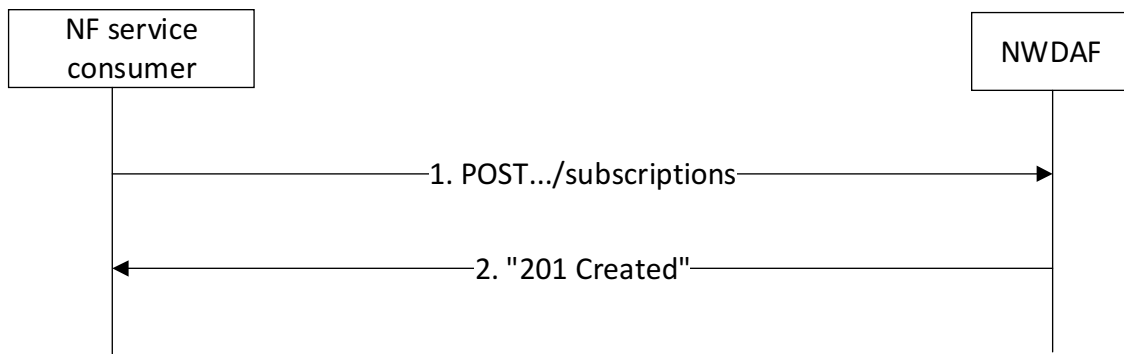 NF service
consumer
NWDAF
1. POST.../subscriptions
2. "201 Created"